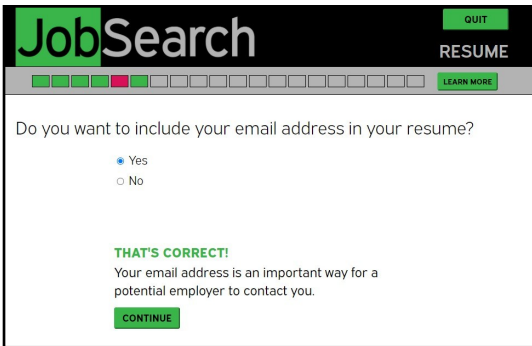 JobSearch
QUIT
RESUME
LEARN MORE
Do you want to include your email address in your resume?
Yes
No
THAT'S CORRECT!
Your email address is an important way for a
potential employer to contact you.
CONTINUE